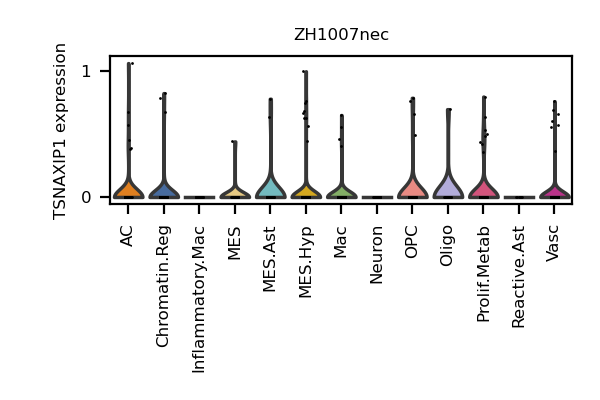 ZH1007nec
TSNAXIP1 expression
1
0
AC
Chromatin.Reg
Inflammatory.Mac
MES
MES.Ast
MES.Hyp
Mac
Neuron
OPC
Oligo
Prolif.Metab
Reactive.Ast
Vasc